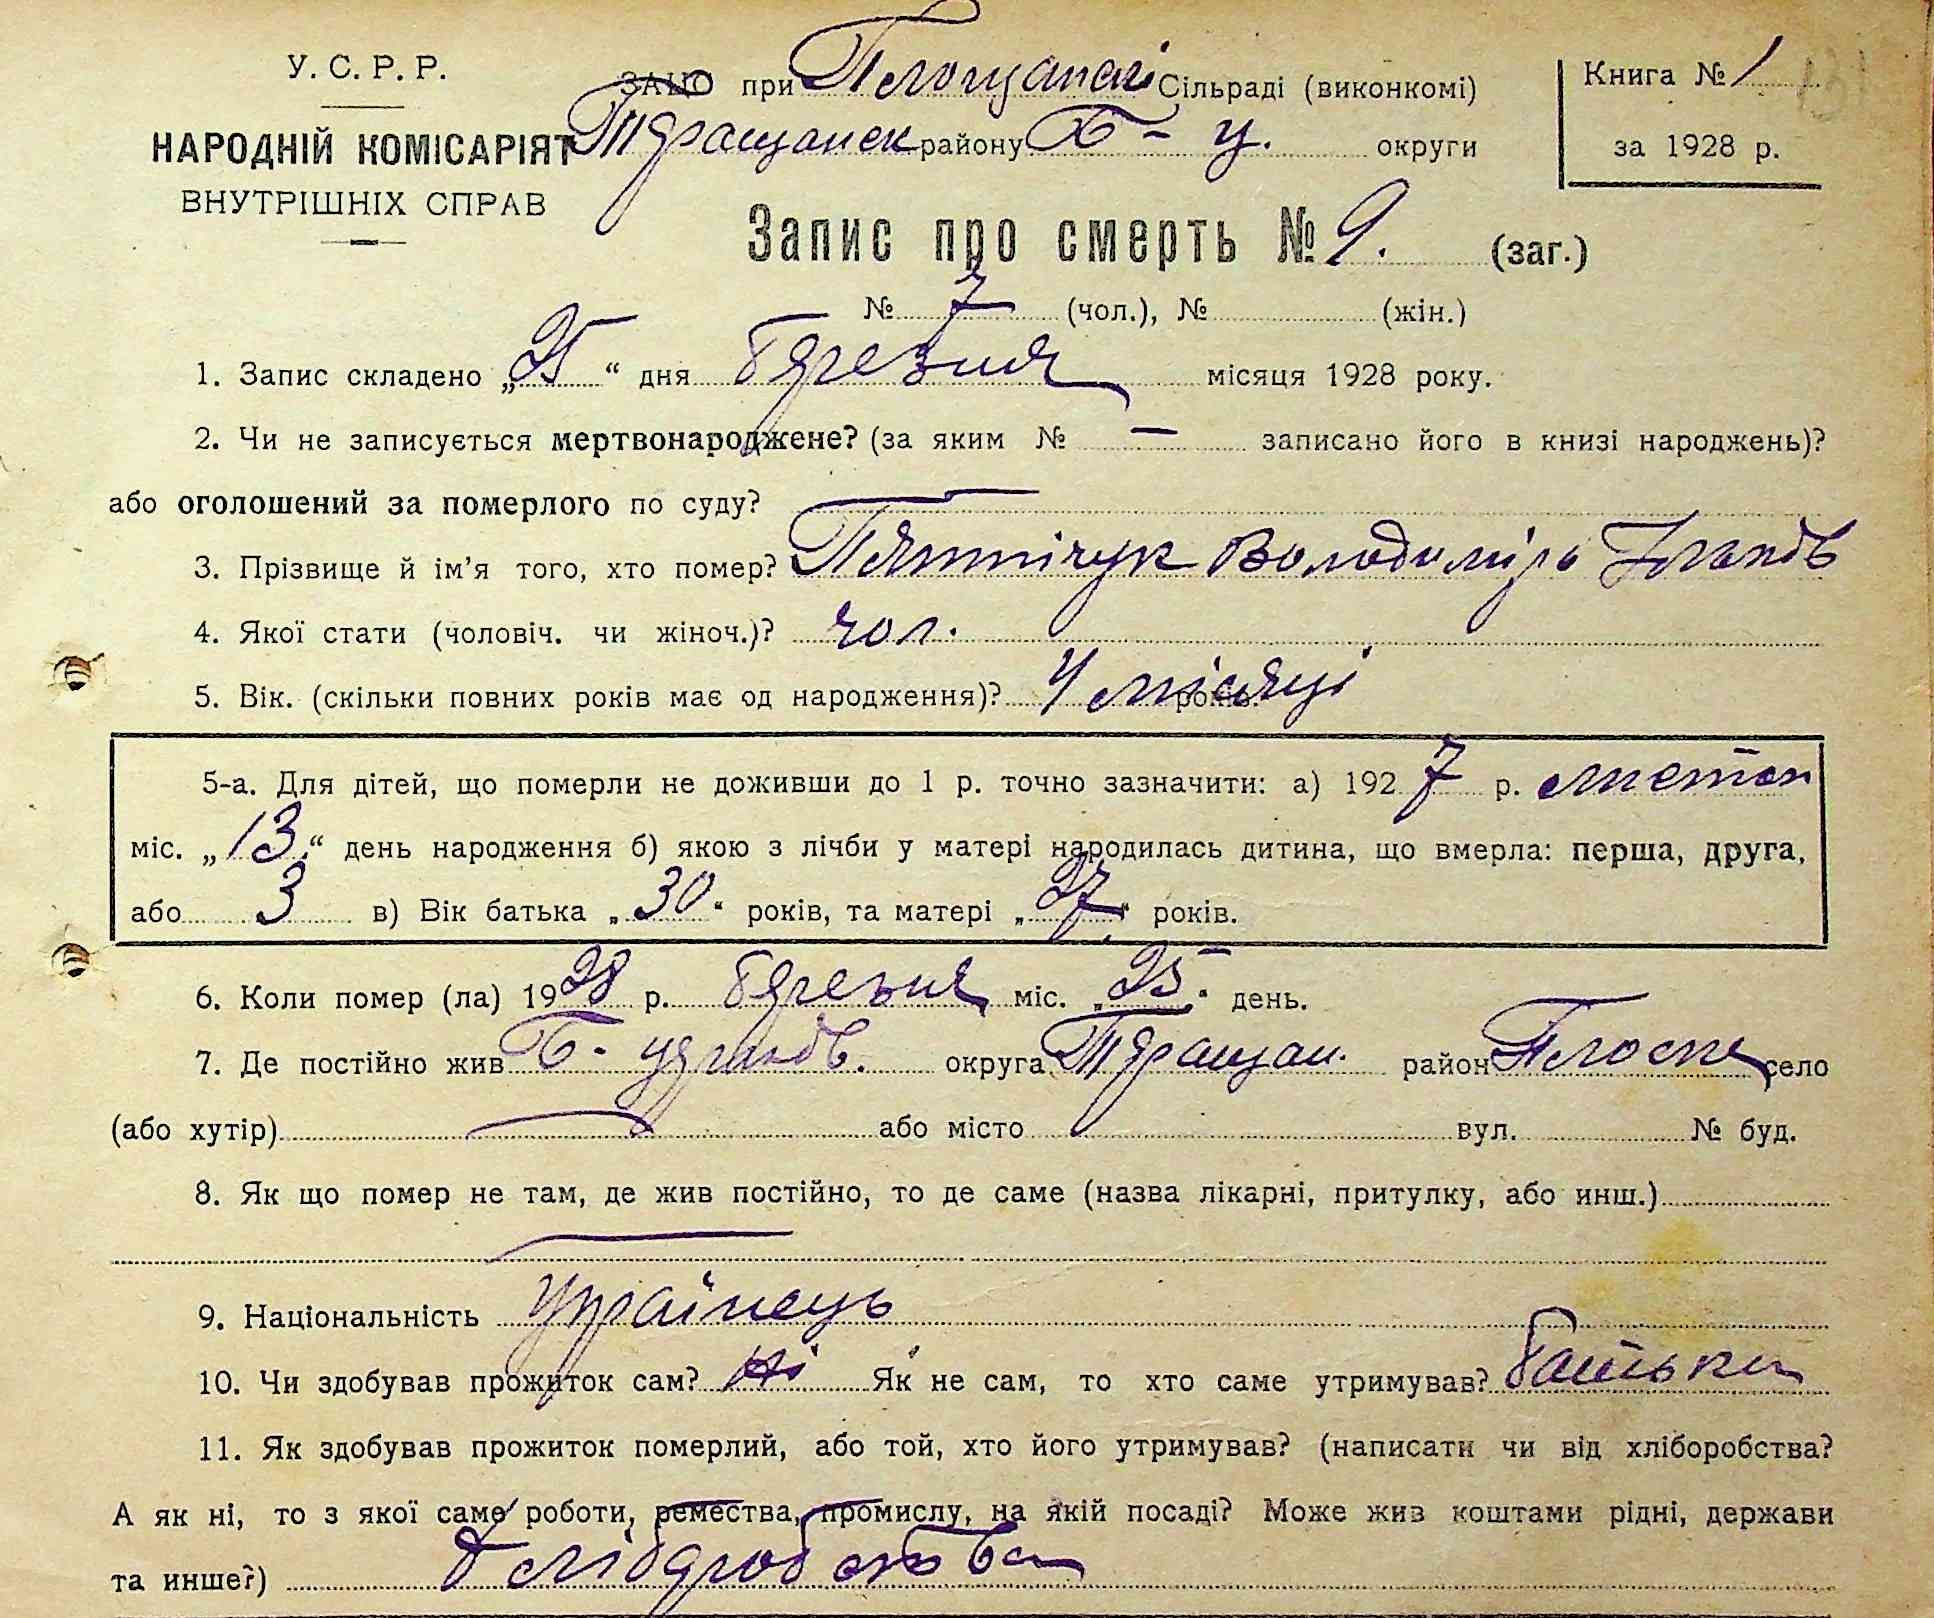 У. С. Р. Р.
НАРОДНІЙ КОМІСАРІЯТ
ВНУТРІШНІХ СПРАВ
ЗАЦО при Площанскі Сільраді (виконкомі)
Тăращанск району Б-Ц. округи
Книга № 1
за 1928 р.
Запис про смерть № 9. (заг.)
№ 7 (чол.), № (жін.)
1. Запис складено „25“ дня березня місяця 1928 року.
2. Чи не записується мертвонароджене? (за яким № — записано його в книзі народжень)?
або оголошений за померлого по суду? —
3. Прізвище й ім’я того, хто помер? Володимір
4. Якої стати (чоловіч. чи жіноч.)? чол.
5. Вік. (скільки повних років має од народження)? 4 місяці років.
5-а. Для дітей, що померли не доживши до 1 р. точно зазначити: а) 1927 р. листоп
міс. „13“ день народження б) якою з лічби у матері народилась дитина, що вмерла: перша, друга,
або 3 в) Вік батька „30“ років, та матері „27“ років.
6. Коли помер (ла) 1928 р. березня міс. „25“ день.
7. Де постійно жив Б-церков. округа Таращан. район Плоске село
(або хутір) — або місто вул. № буд.
8. Як що помер не там, де жив постійно, то де саме (назва лікарні, притулку, або инш.)
—
9. Національність Українець
10. Чи здобував прожиток сам? Ні Як не сам, то хто саме утримував? батьки
11. Як здобував прожиток померлий, або той, хто його утримував? (написати чи від хліборобства?
А як ні, то з якої саме роботи, ремества, промислу, на якій посаді? Може жив коштами рідні, держави
та инше?) Хліборобства